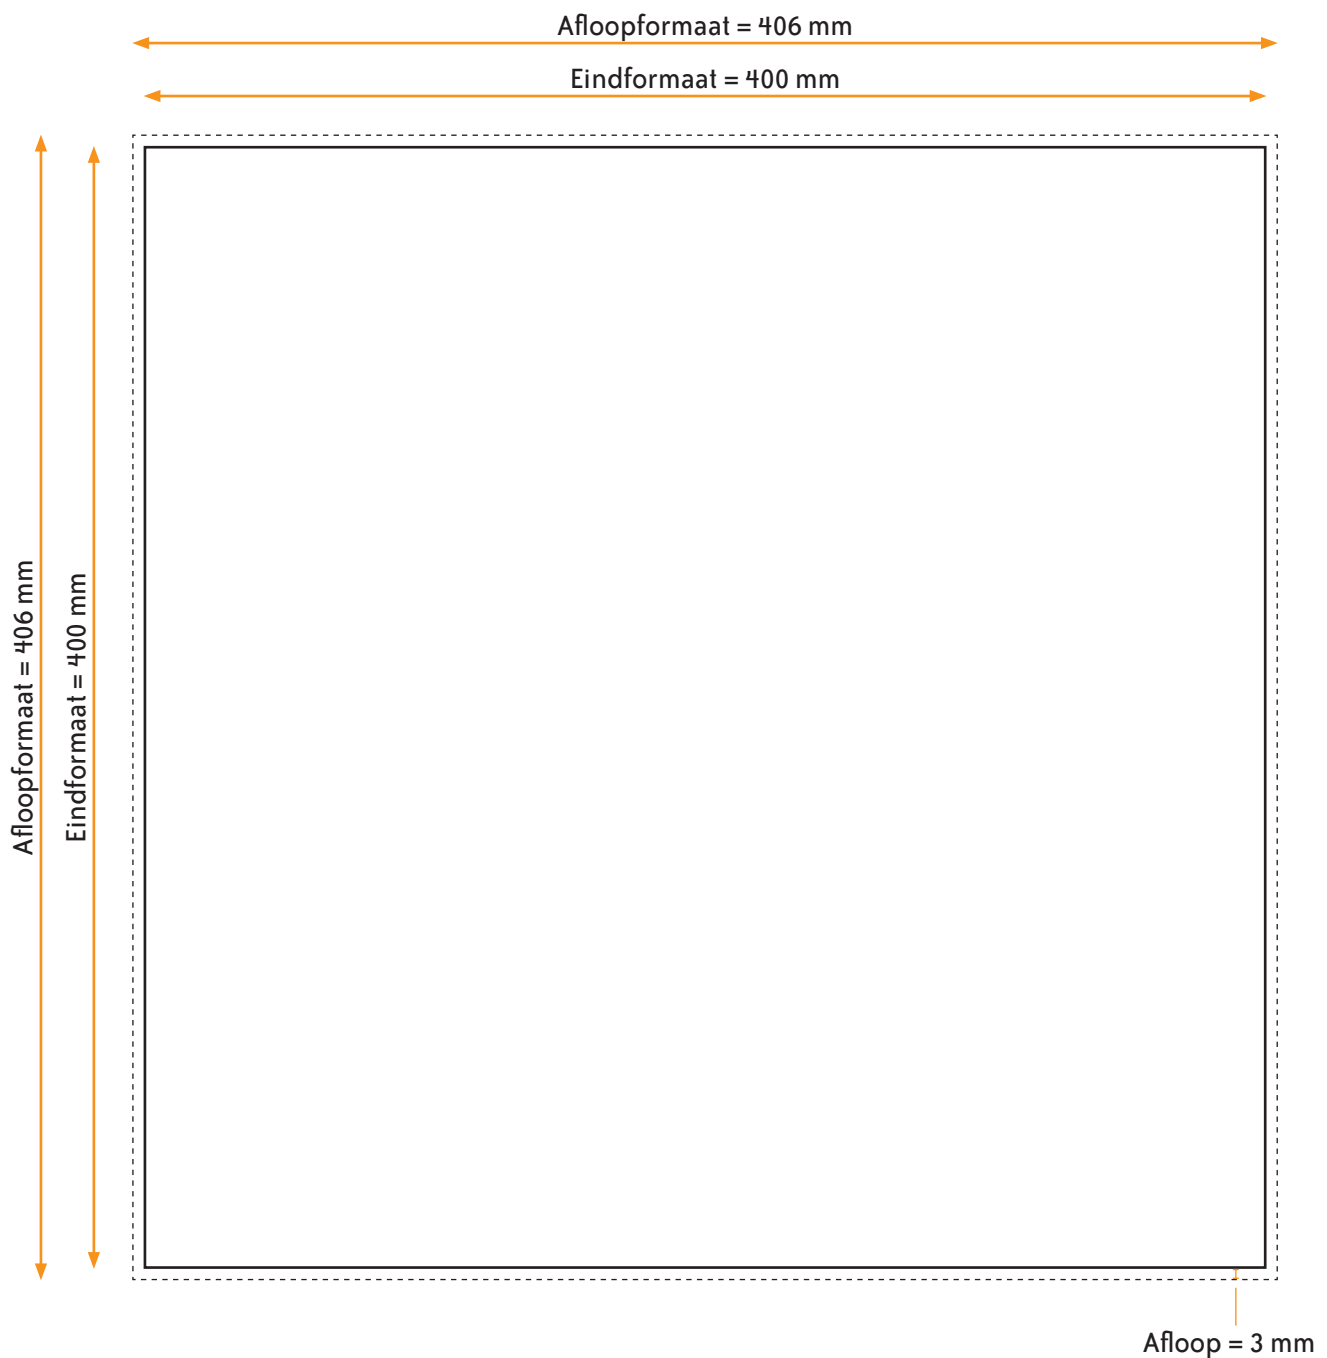 Afloopformaat = 406 mm
Eindformaat = 400 mm
Afloopformaat = 406 mm
Eindformaat = 400 mm
Afloop = 3 mm